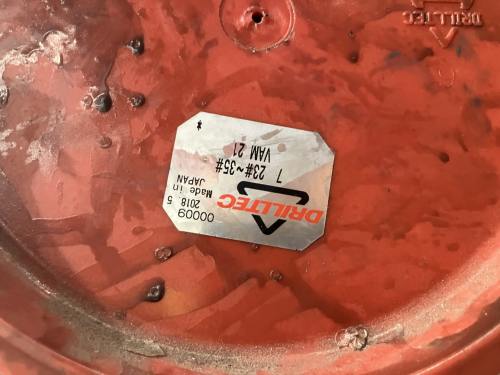 DRILLTEC
00009
2018 5
Made in
JAPAN
DRILLTEC
7 23#~35#
VAM 21
*